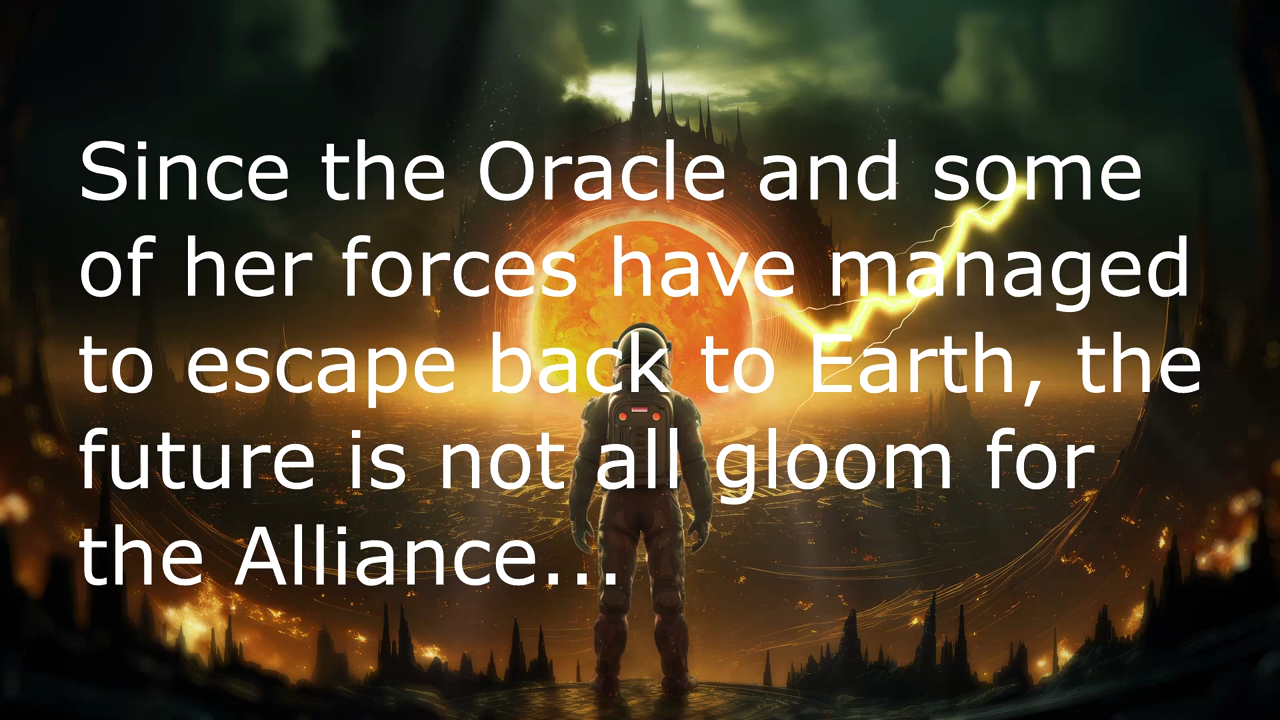 Since the Oracle and some
of her forces have managed
to escape back to Earth, the
future is not all gloom for
the Alliance...